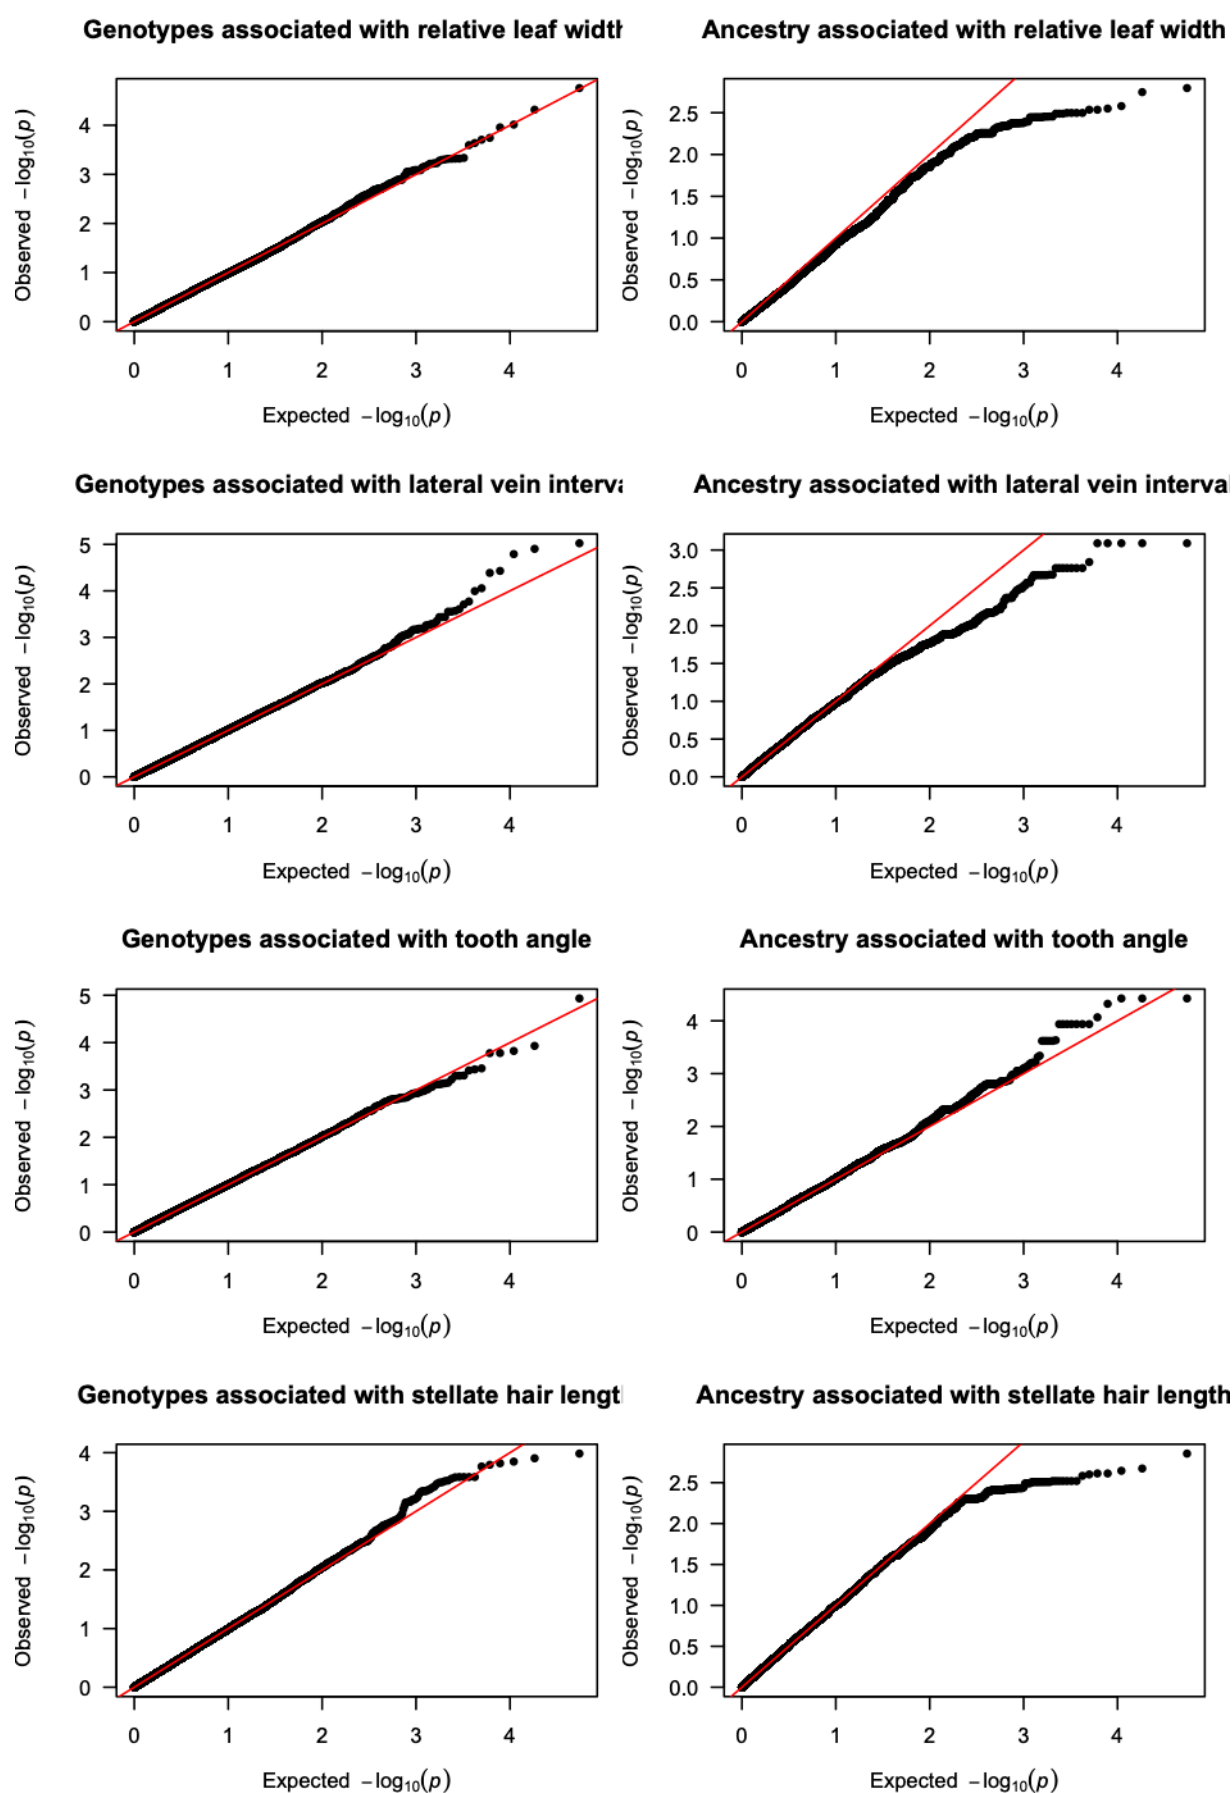 Genotypes associated with relative leaf width
Observed −log10(p)
4
3
2
1
0
0 1 2 3 4
Expected −log10(p)
Ancestry associated with relative leaf width
Observed −log10(p)
2.5
2.0
1.5
1.0
0.5
0.0
0 1 2 3 4
Expected −log10(p)
Genotypes associated with lateral vein interva
Observed −log10(p)
5
4
3
2
1
0
0 1 2 3 4
Expected −log10(p)
Ancestry associated with lateral vein interval
Observed −log10(p)
3.0
2.5
2.0
1.5
1.0
0.5
0.0
0 1 2 3 4
Expected −log10(p)
Genotypes associated with tooth angle
Observed −log10(p)
5
4
3
2
1
0
0 1 2 3 4
Expected −log10(p)
Ancestry associated with tooth angle
Observed −log10(p)
4
3
2
1
0
0 1 2 3 4
Expected −log10(p)
Genotypes associated with stellate hair lengt
Observed −log10(p)
4
3
2
1
0
0 1 2 3 4
Expected −log10(p)
Ancestry associated with stellate hair length
Observed −log10(p)
2.5
2.0
1.5
1.0
0.5
0.0
0 1 2 3 4
Expected −log10(p)